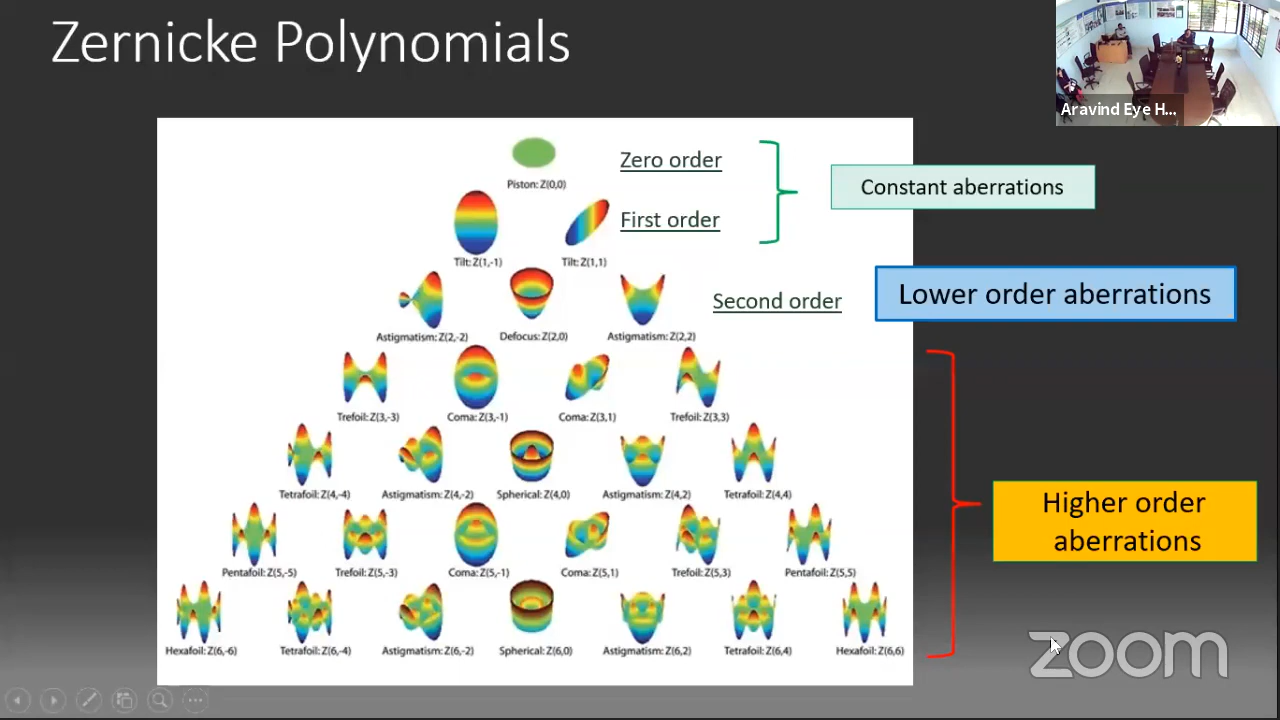 Zernicke Polynomials
Aravind Eye H...
Piston: Z(0,0)
Zero order
Constant aberrations
Tilt: Z(1,-1)
Tilt: Z(1,1)
First order
Astigmatism: Z(2,-2)
Defocus: Z(2,0)
Astigmatism: Z(2,2)
Second order
Lower order aberrations
Trefoil: Z(3,-3)
Coma: Z(3,-1)
Coma: Z(3,1)
Trefoil: Z(3,3)
Tetrafoil: Z(4,-4)
Astigmatism: Z(4,-2)
Spherical: Z(4,0)
Astigmatism: Z(4,2)
Tetrafoil: Z(4,4)
Higher order
aberrations
Pentafoil: Z(5,-5)
Trefoil: Z(5,-3)
Coma: Z(5,-1)
Coma: Z(5,1)
Trefoil: Z(5,3)
Pentafoil: Z(5,5)
Hexafoil: Z(6,-6)
Tetrafoil: Z(6,-4)
Astigmatism: Z(6,-2)
Spherical: Z(6,0)
Astigmatism: Z(6,2)
Tetrafoil: Z(6,4)
Hexafoil: Z(6,6)
zoom